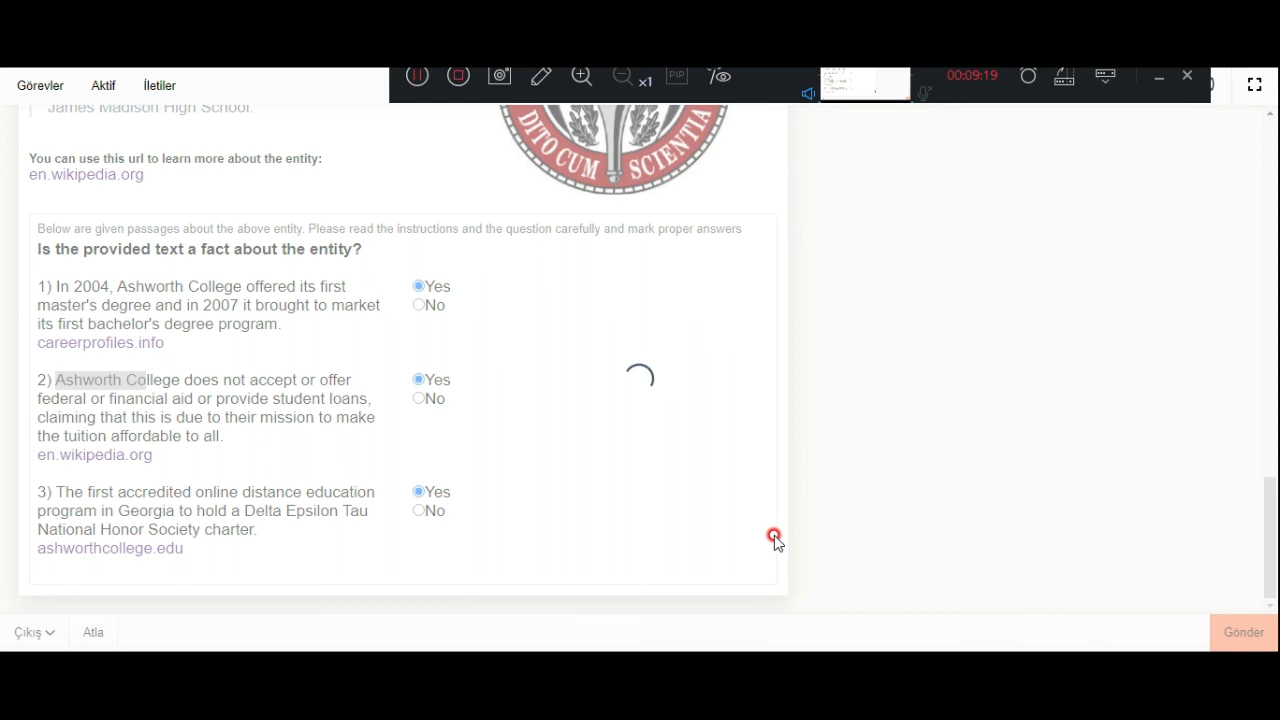 Görevler Aktif İletiler
x1 PIP 00:09:19
James Madison High School.
DITO CUM SCIENTIA
You can use this url to learn more about the entity:
en.wikipedia.org
Below are given passages about the above entity. Please read the instructions and the question carefully and mark proper answers
Is the provided text a fact about the entity?
1) In 2004, Ashworth College offered its first
master's degree and in 2007 it brought to market
its first bachelor's degree program.
careerprofiles.info
Yes
No
2) Ashworth College does not accept or offer
federal or financial aid or provide student loans,
claiming that this is due to their mission to make
the tuition affordable to all.
en.wikipedia.org
Yes
No
3) The first accredited online distance education
program in Georgia to hold a Delta Epsilon Tau
National Honor Society charter.
ashworthcollege.edu
Yes
No
Çıkış Atla Gönder